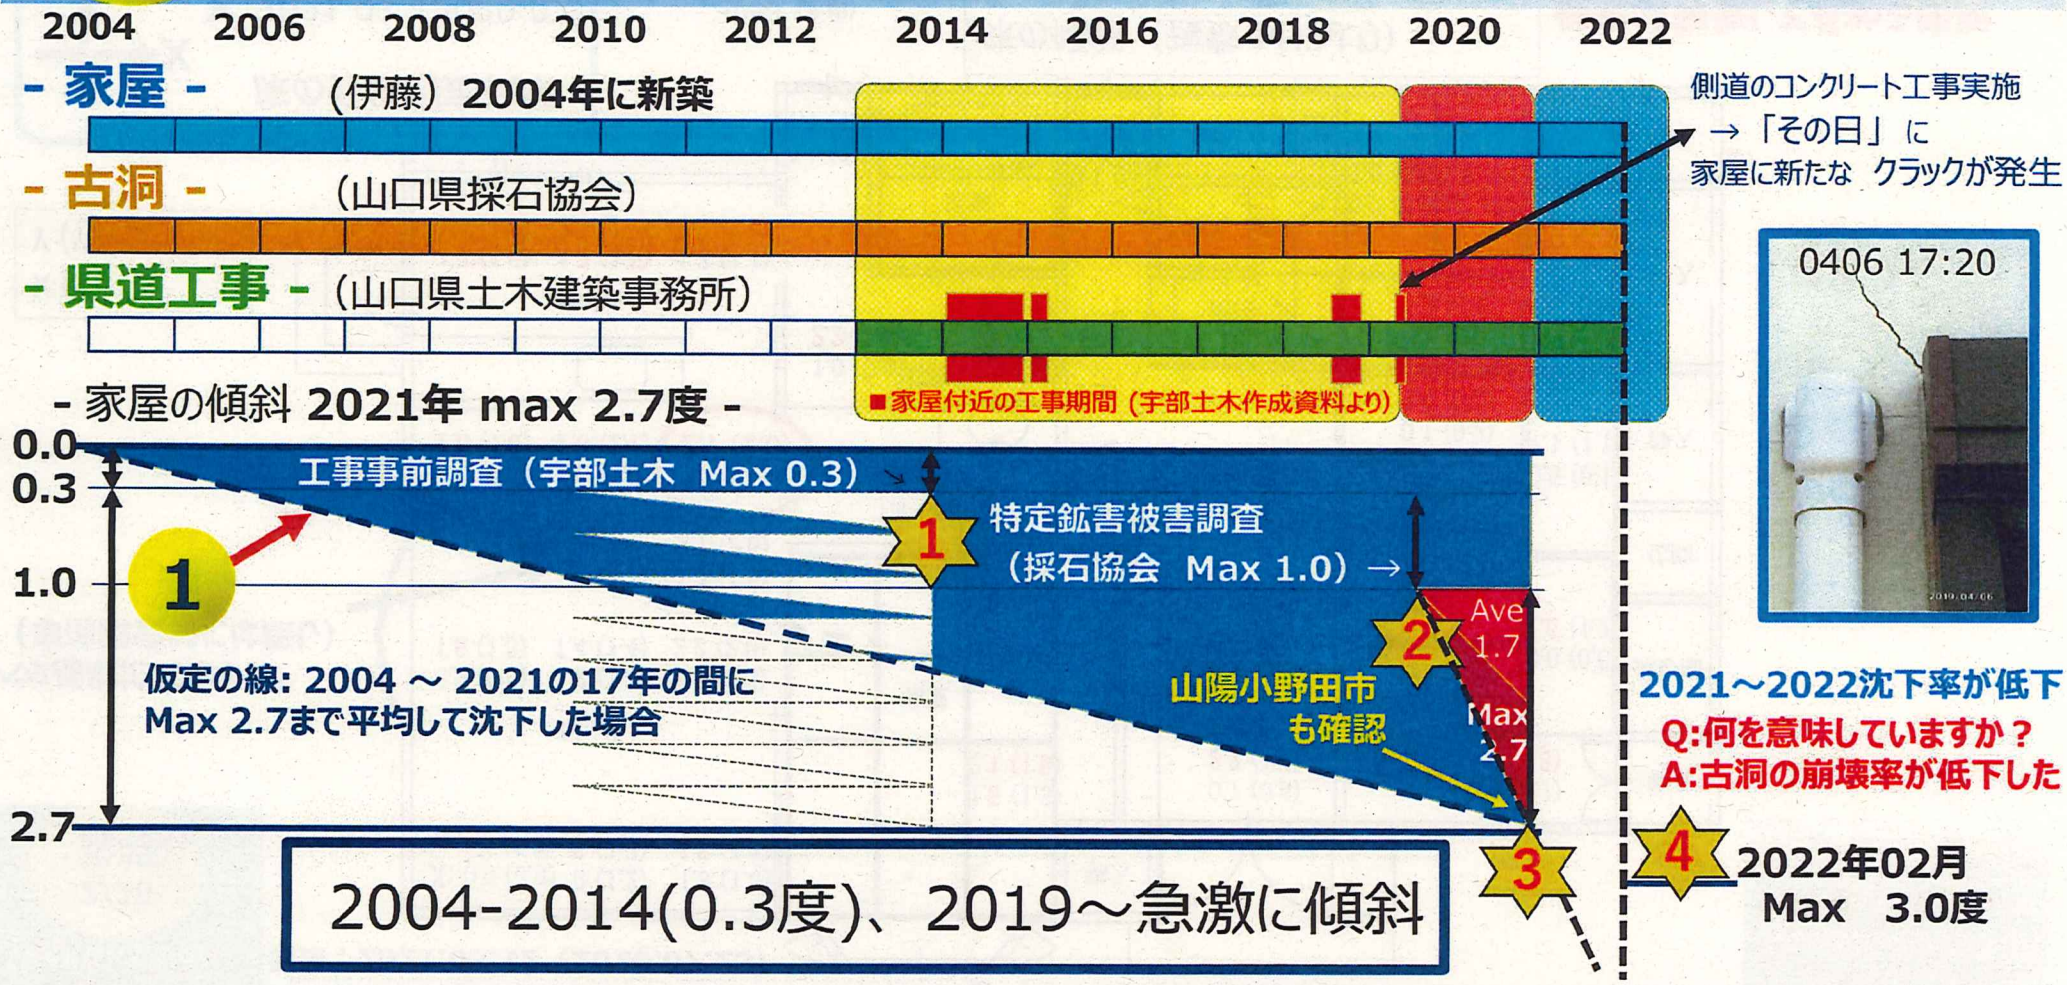 2004 2006 2008 2010 2012 2014 2016 2018 2020 2022
- 家屋 - (伊藤）2004年に新築
- 古洞 - （山口県採石協会）
- 県道工事 - （山口県土木建築事務所）
■家屋付近の工事期間 (宇部土木作成資料より)
側道のコンクリート工事実施
→「その日」に
家屋に新たな クラックが発生
0406 17:20
2019/04/06
- 家屋の傾斜 2021年 max 2.7度 -
0.0
0.3
1.0
2.7
工事事前調査（宇部土木 Max 0.3）
1
1
特定鉱害被害調査
（採石協会 Max 1.0）→
2
Ave
1.7
Max
2.7
山陽小野田市
も確認
仮定の線: 2004 ～ 2021の17年の間に
Max 2.7まで平均して沈下した場合
3
2021～2022沈下率が低下
Q:何を意味していますか？
A:古洞の崩壊率が低下した
4
2022年02月
Max 3.0度
2004-2014(0.3度)、2019～急激に傾斜